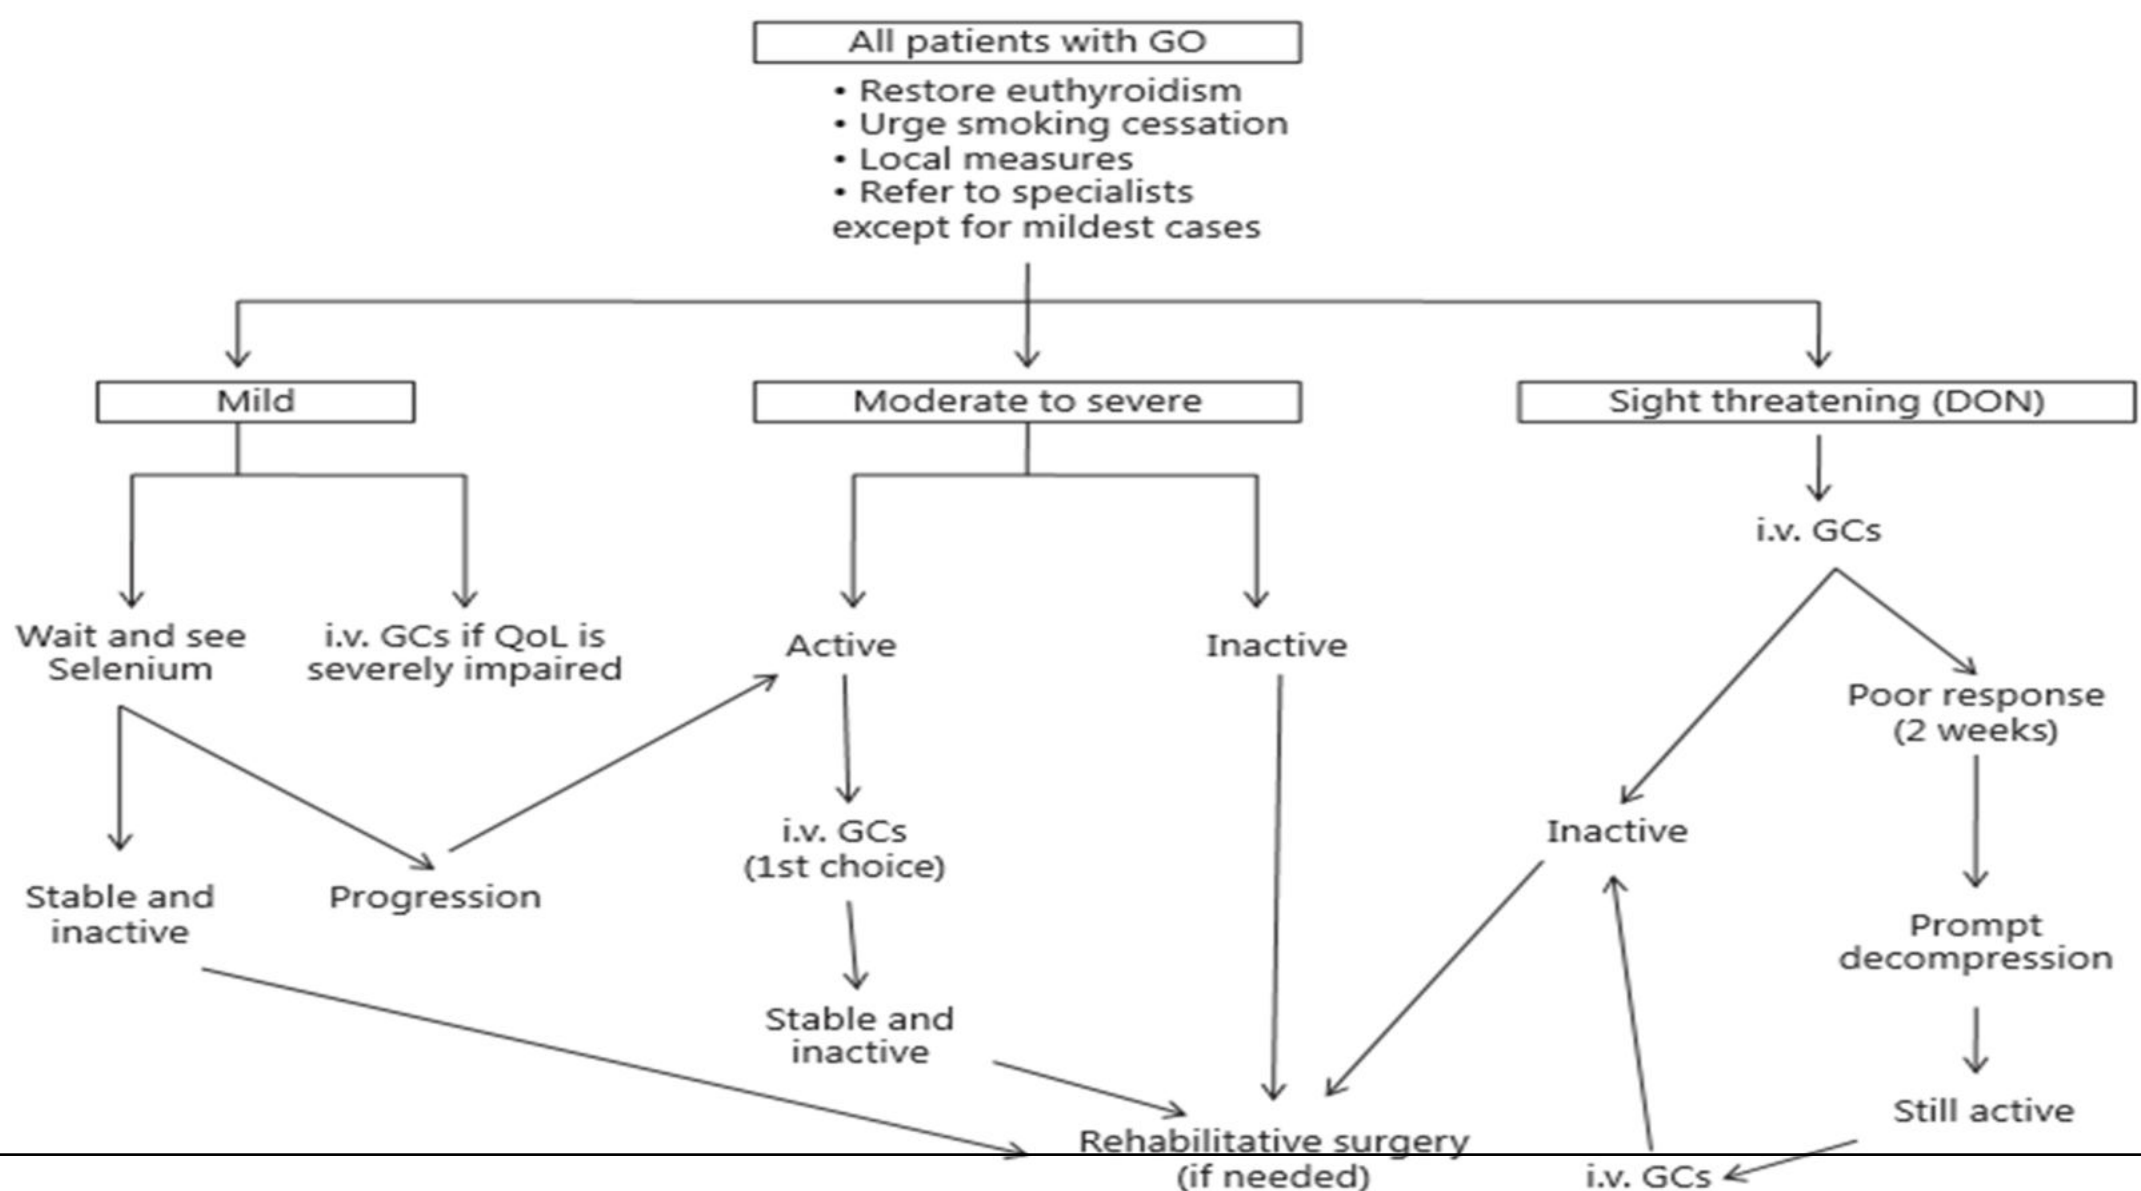 All patients with GO
• Restore euthyroidism
• Urge smoking cessation
• Local measures
• Refer to specialists
except for mildest cases
Mild
Moderate to severe
Sight threatening (DON)
i.v. GCs
Wait and see
Selenium
i.v. GCs if QoL is
severely impaired
Active
Inactive
Poor response
(2 weeks)
i.v. GCs
(1st choice)
Inactive
Stable and
inactive
Progression
Prompt
decompression
Stable and
inactive
Still active
Rehabilitative surgery
(if needed)
i.v. GCs